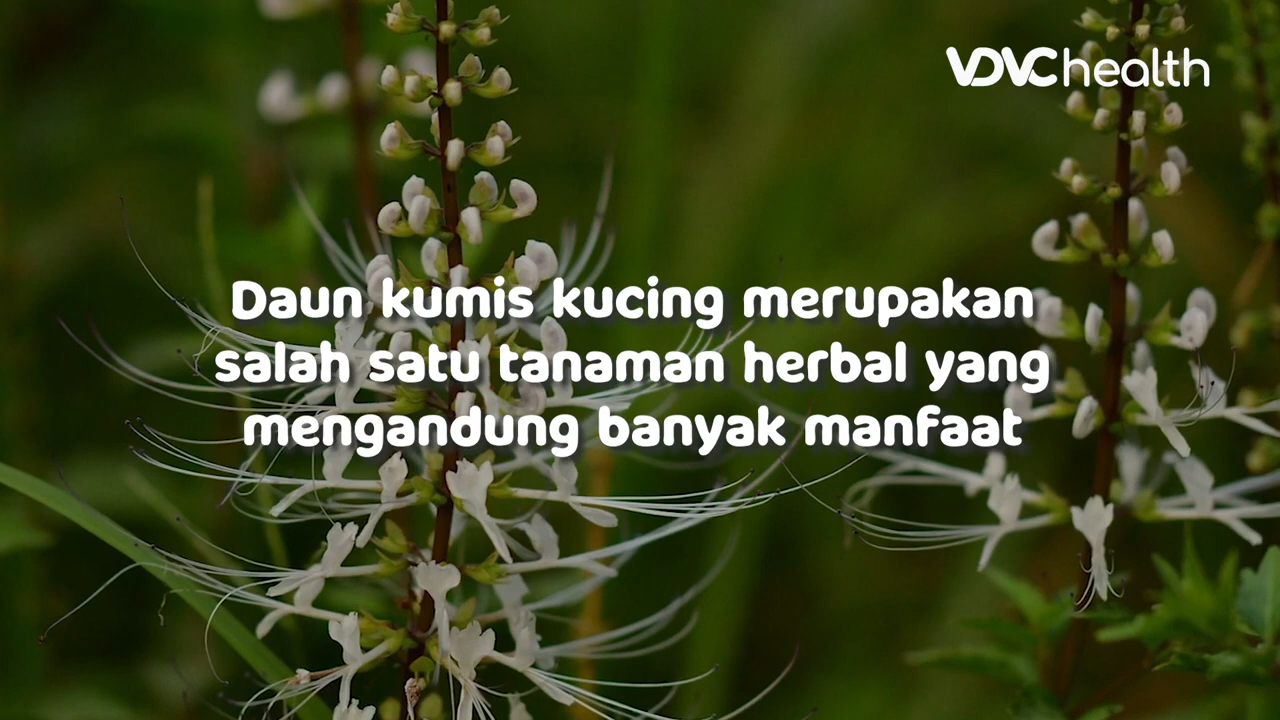 VDVC health
Daun kumis kucing merupakan
salah satu tanaman herbal yang
mengandung banyak manfaat